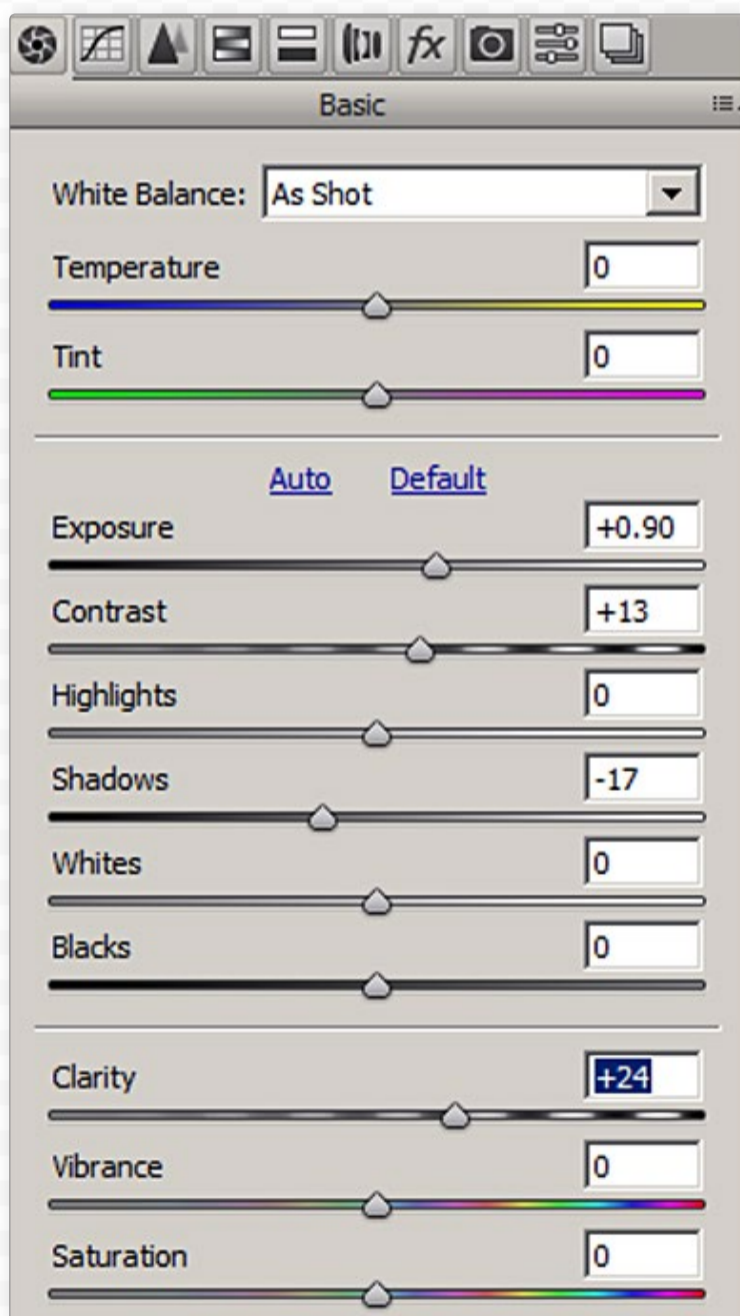 fx
Basic
White Balance: As Shot
Temperature 0
Tint 0
Auto Default
Exposure +0.90
Contrast +13
Highlights 0
Shadows -17
Whites 0
Blacks 0
Clarity +24
Vibrance 0
Saturation 0